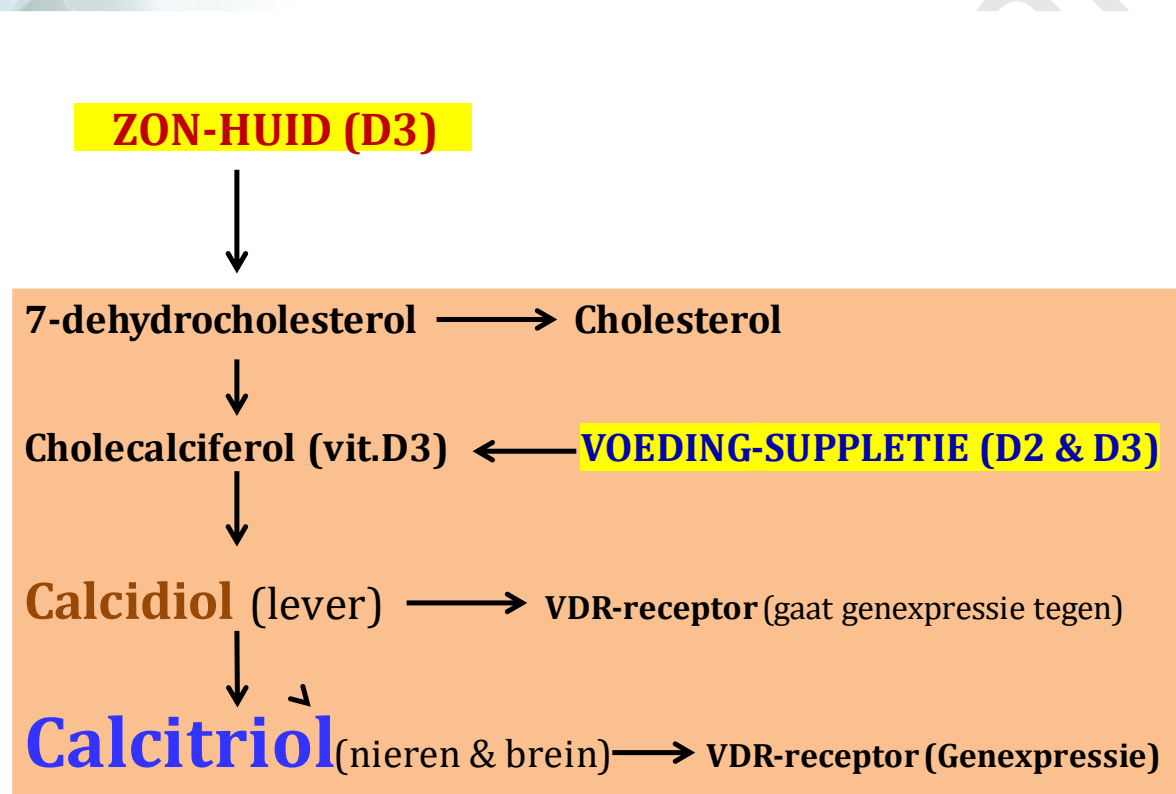 ZON-HUID (D3)
7-dehydrocholesterol Cholesterol
Cholecalciferol (vit.D3) VOEDING-SUPPLETIE (D2 & D3)
Calcidiol (lever) VDR-receptor (gaat genexpressie tegen)
Calcitriol (nieren & brein) VDR-receptor (Genexpressie)